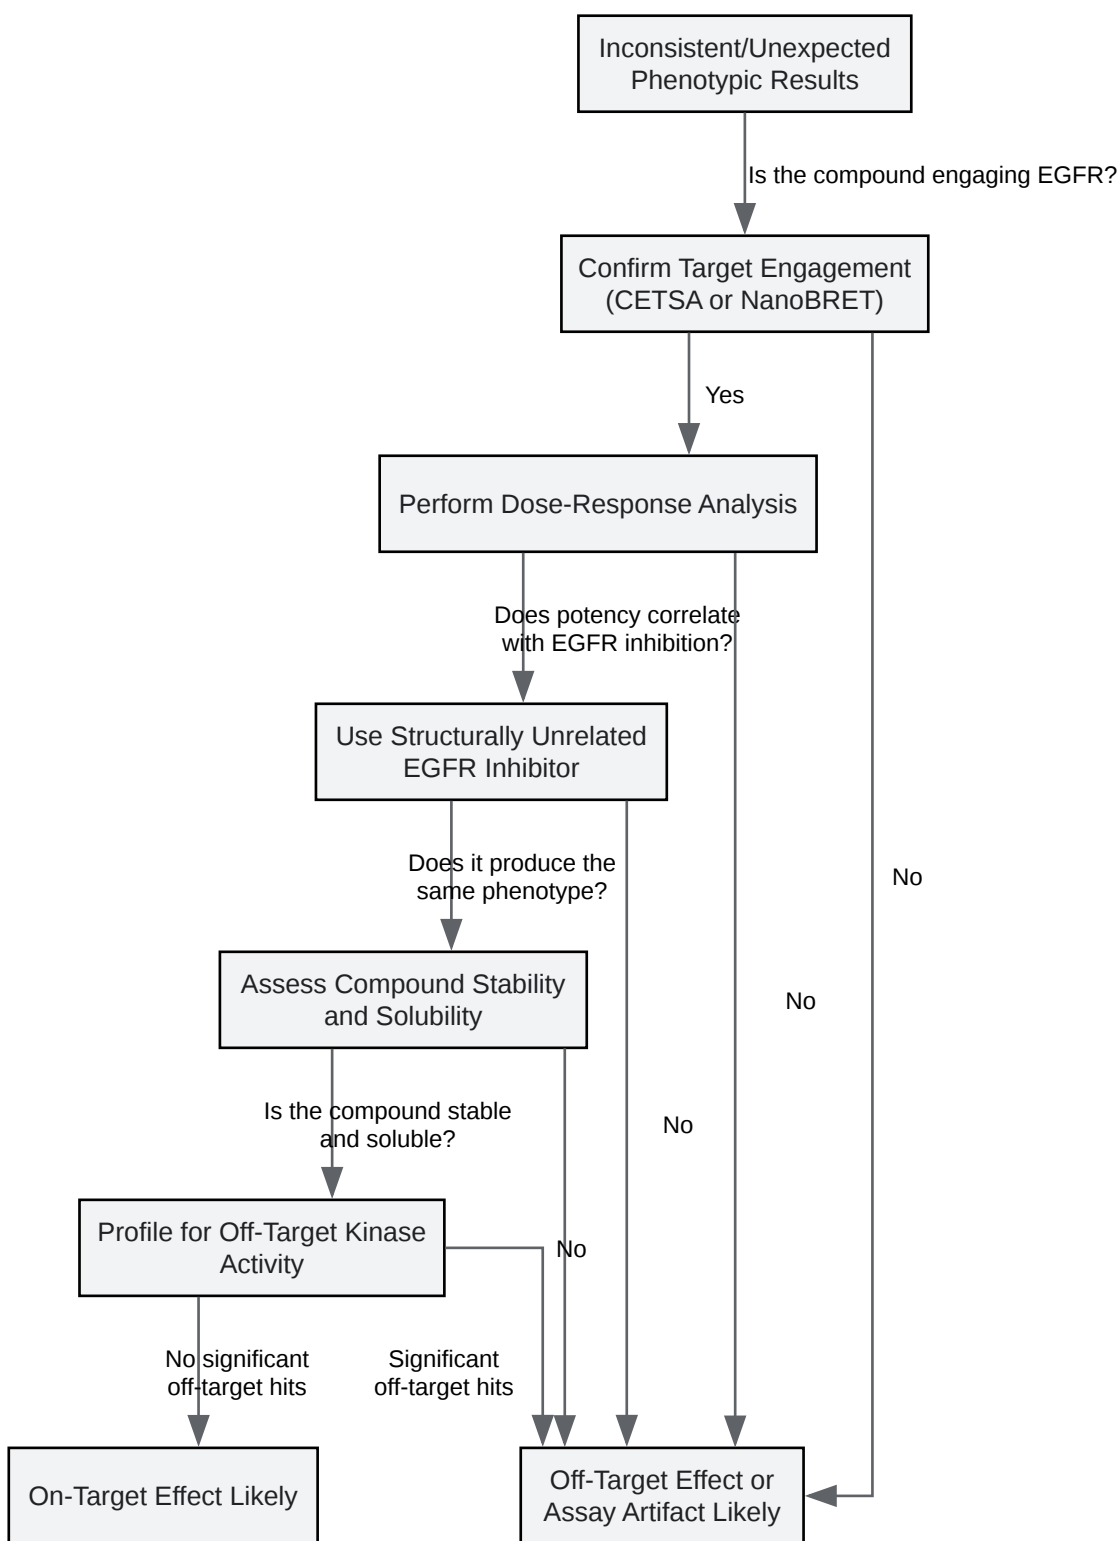 Inconsistent/Unexpected
Phenotypic Results
Is the compound engaging EGFR?
Confirm Target Engagement
(CETSA or NanoBRET)
Yes
Perform Dose-Response Analysis
Does potency correlate
with EGFR inhibition?
Use Structurally Unrelated
EGFR Inhibitor
Does it produce the
same phenotype?
No
Assess Compound Stability
and Solubility
No
Is the compound stable
and soluble?
No
Profile for Off-Target Kinase
Activity
No
No significant
off-target hits
Significant
off-target hits
On-Target Effect Likely
Off-Target Effect or
Assay Artifact Likely